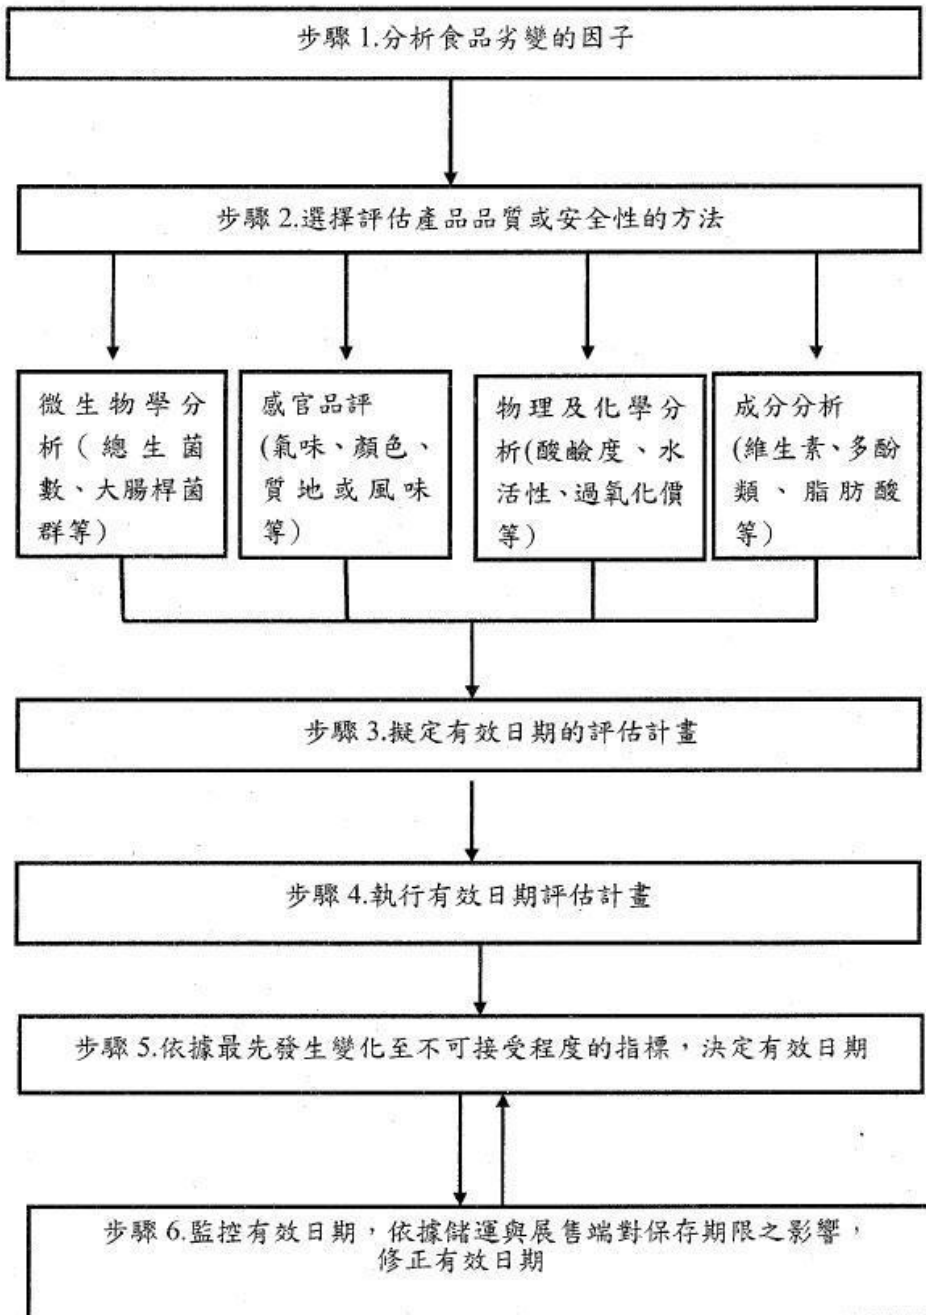 步驟 1.分析食品劣變的因子
步驟 2.選擇評估產品品質或安全性的方法
微生物學分
析(總生菌
數、大腸桿菌
群等)
感官品評
(氣味、顏色、
質地或風味
等)
物理及化學分
析(酸鹼度、水
活性、過氧化價
等)
成分分析
(維生素、多酚
類、脂肪酸
等)
步驟 3.擬定有效日期的評估計畫
步驟 4.執行有效日期評估計畫
步驟 5.依據最先發生變化至不可接受程度的指標，決定有效日期
步驟 6.監控有效日期，依據儲運與展售端對保存期限之影響，
修正有效日期